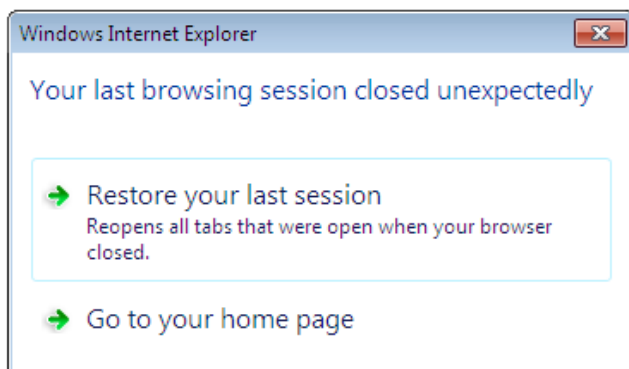 Windows Internet Explorer
Your last browsing session closed unexpectedly
Restore your last session
Reopens all tabs that were open when your browser
closed.
Go to your home page